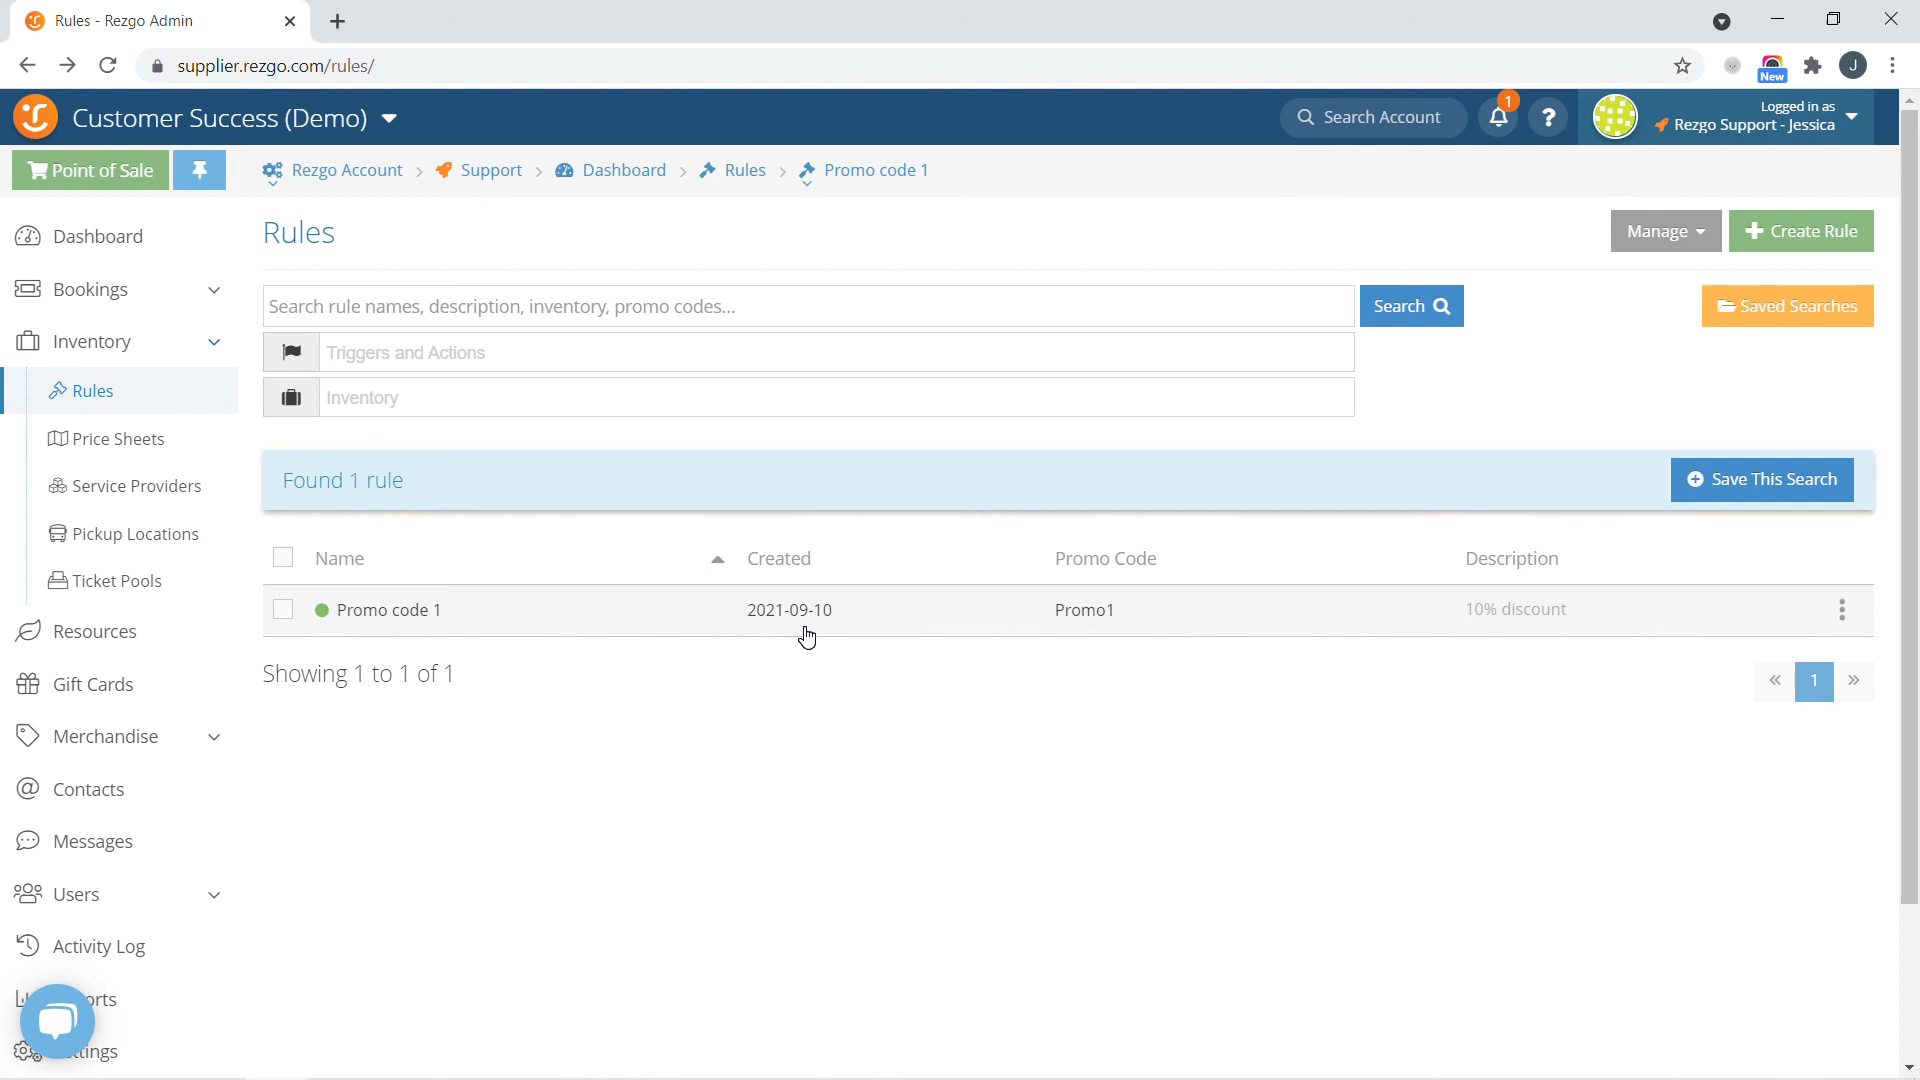 Rules - Rezgo Admin
supplier.rezgo.com/rules/
New
J
Customer Success (Demo)
Search Account
1
?
Logged in as
Rezgo Support - Jessica
Point of Sale
Rezgo Account
Support
Dashboard
Rules
Promo code 1
Dashboard
Bookings
Inventory
Rules
Price Sheets
Service Providers
Pickup Locations
Ticket Pools
Resources
Gift Cards
Merchandise
Contacts
Messages
Users
Activity Log
Rules
Manage
Create Rule
Search rule names, description, inventory, promo codes...
Search
Saved Searches
Triggers and Actions
Inventory
Found 1 rule
Save This Search
Name Created Promo Code Description
Promo code 1 2021-09-10 Promo1 10% discount
Showing 1 to 1 of 1
« 1 »